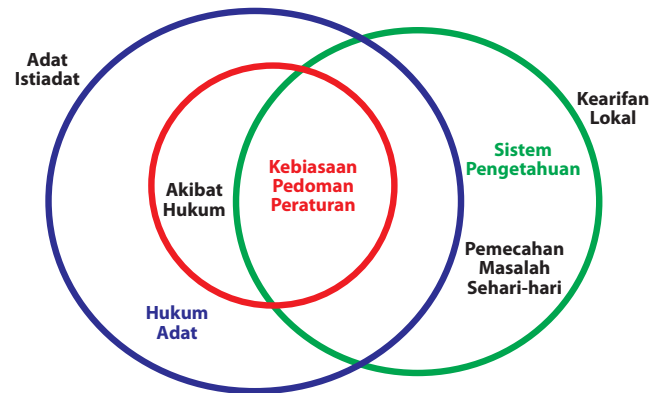 Adat
Istiadat
Kearifan
Lokal
Sistem
Pengetahuan
Kebiasaan
Pedoman
Peraturan
Akibat
Hukum
Pemecahan
Masalah
Sehari-hari
Hukum
Adat